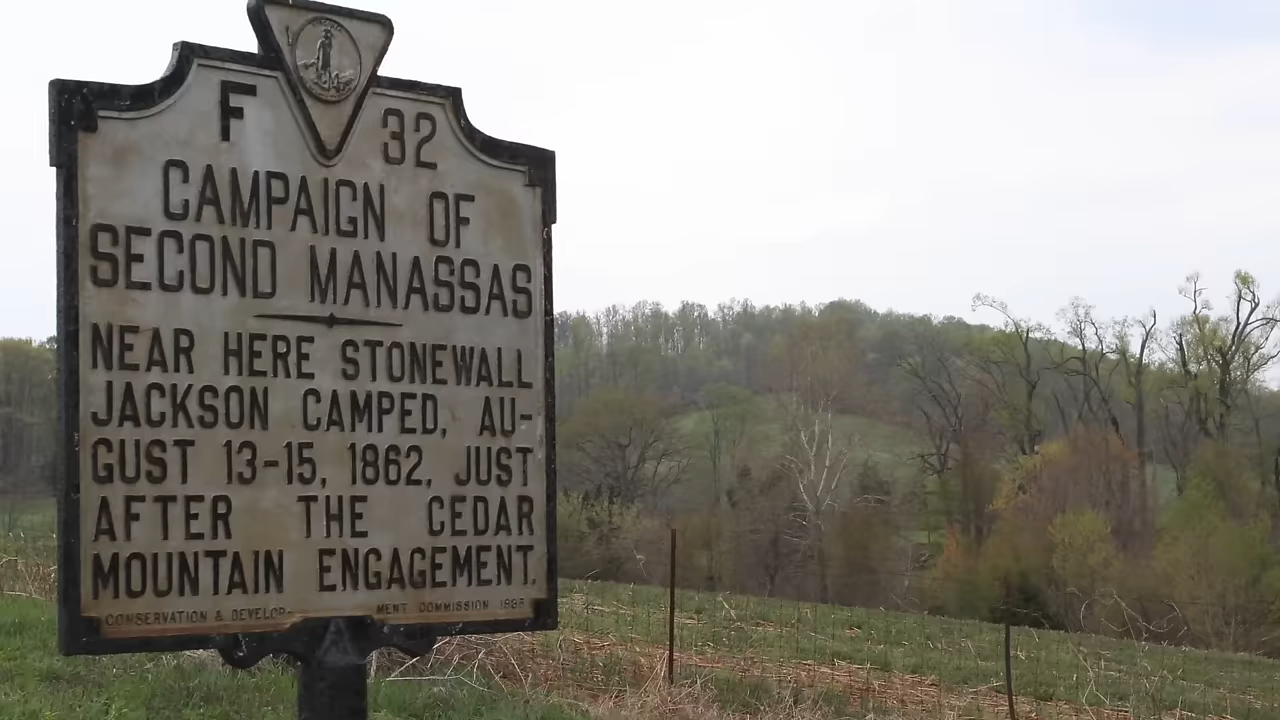 F 32
CAMPAIGN OF
SECOND MANASSAS
NEAR HERE STONEWALL
JACKSON CAMPED, AU-
GUST 13-15, 1862, JUST
AFTER THE CEDAR
MOUNTAIN ENGAGEMENT.
CONSERVATION & DEVELOP- MENT COMMISSION